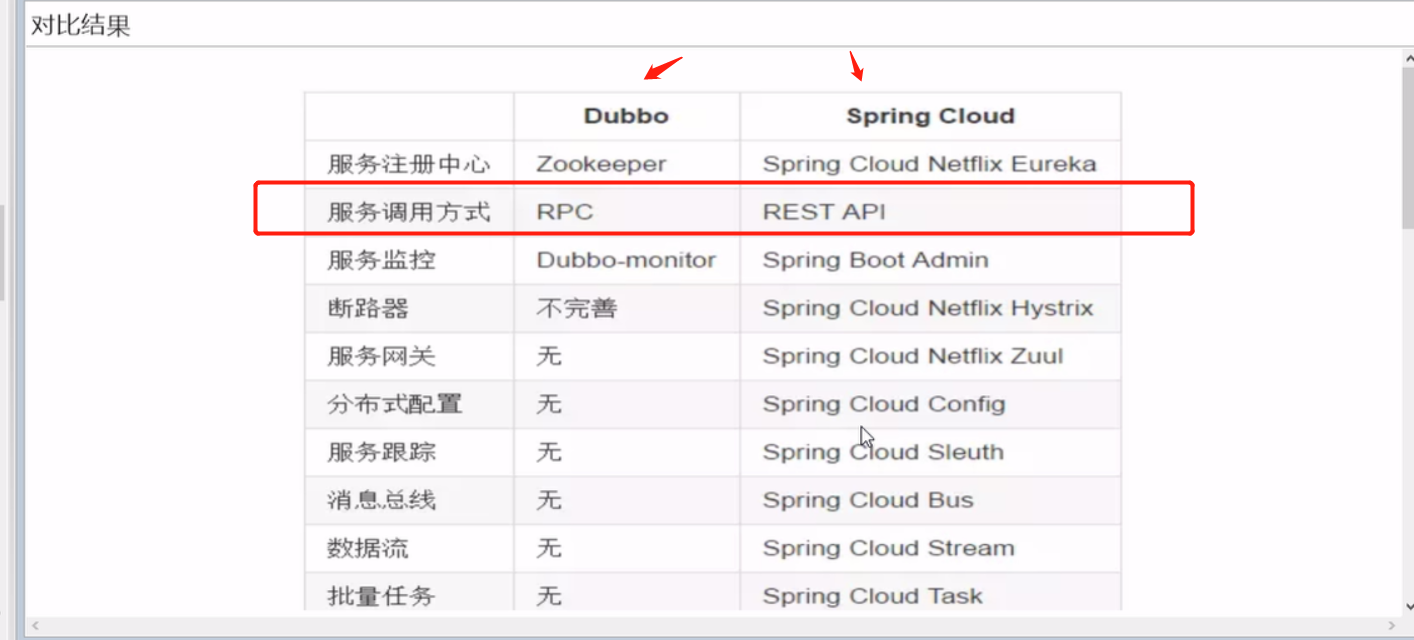 对比结果
Dubbo Spring Cloud
服务注册中心 Zookeeper Spring Cloud Netflix Eureka
服务调用方式 RPC REST API
服务监控 Dubbo-monitor Spring Boot Admin
断路器 不完善 Spring Cloud Netflix Hystrix
服务网关 无 Spring Cloud Netflix Zuul
分布式配置 无 Spring Cloud Config
服务跟踪 无 Spring Cloud Sleuth
消息总线 无 Spring Cloud Bus
数据流 无 Spring Cloud Stream
批量任务 无 Spring Cloud Task